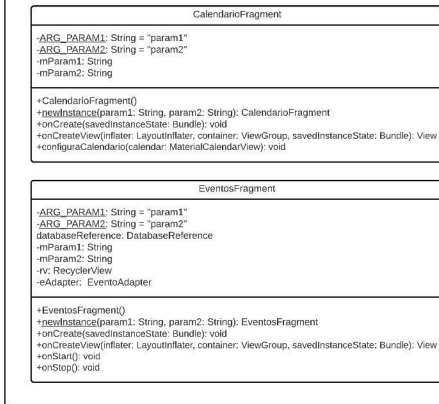 CalendarioFragment
-ARG_PARAM1: String = "param1"
-ARG_PARAM2: String = "param2"
-mParam1: String
-mParam2: String
+CalendarioFragment()
+newInstance(param1: String, param2: String): CalendarioFragment
+onCreate(savedInstanceState: Bundle): void
+onCreateView(inflater: LayoutInflater, container: ViewGroup, savedInstanceState: Bundle): View
+configuraCalendario(calendar: MaterialCalendarView): void
EventosFragment
-ARG_PARAM1: String = "param1"
-ARG_PARAM2: String = "param2"
databaseReference: DatabaseReference
-mParam1: String
-mParam2: String
-rv: RecyclerView
-eAdapter: EventoAdapter
+EventosFragment()
+newInstance(param1: String, param2: String): EventosFragment
+onCreate(savedInstanceState: Bundle): void
+onCreateView(inflater: LayoutInflater, container: ViewGroup, savedInstanceState: Bundle): View
+onStart(): void
+onStop(): void